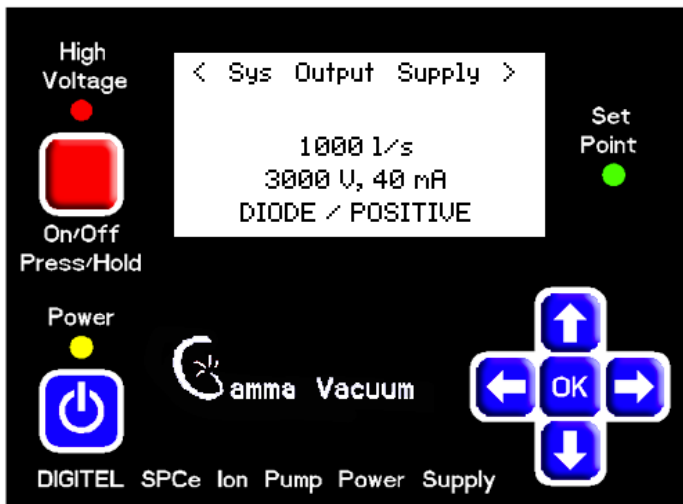 High
Voltage
< Sys Output Supply >
Set
Point
1000 l/s
3000 V, 40 mA
DIODE / POSITIVE
On/Off
Press/Hold
Power
Gamma Vacuum
OK
DIGITEL SPCe Ion Pump Power Supply